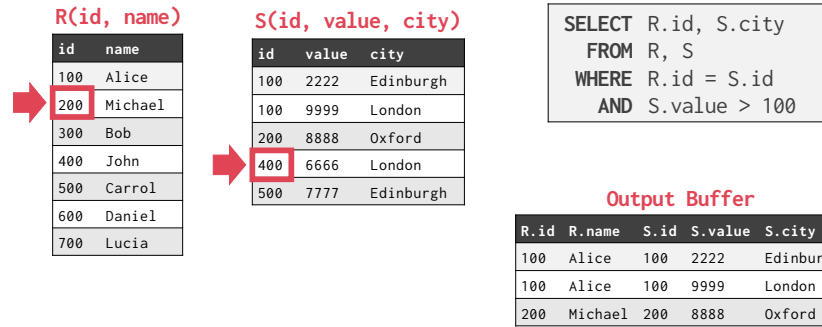 R(id, name)
id name
100 Alice
200 Michael
300 Bob
400 John
500 Carrol
600 Daniel
700 Lucia
S(id, value, city)
id value city
100 2222 Edinburgh
100 9999 London
200 8888 Oxford
400 6666 London
500 7777 Edinburgh
SELECT R.id, S.city
FROM R, S
WHERE R.id = S.id
AND S.value > 100
Output Buffer
R.id R.name S.id S.value S.city
100 Alice 100 2222 Edinbur
100 Alice 100 9999 London
200 Michael 200 8888 Oxford